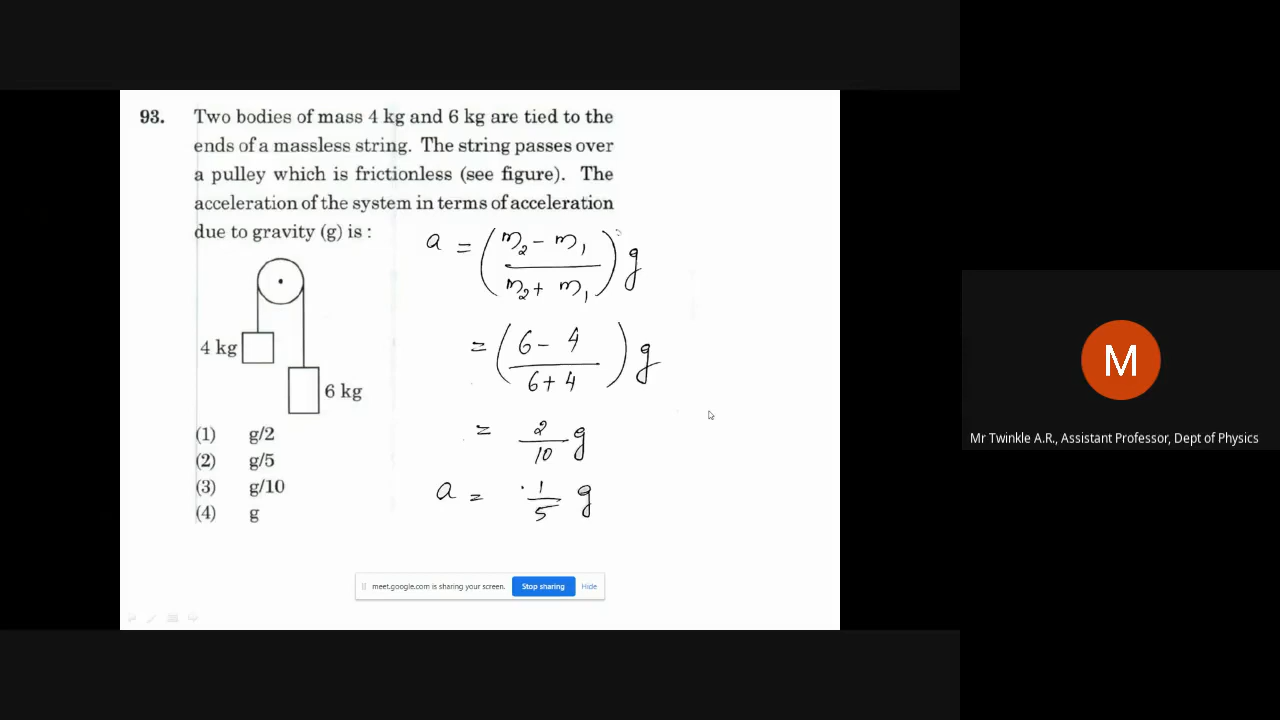 93. Two bodies of mass 4 kg and 6 kg are tied to the
ends of a massless string. The string passes over
a pulley which is frictionless (see figure). The
acceleration of the system in terms of acceleration
due to gravity (g) is :
4 kg
6 kg
(1) g/2
(2) g/5
(3) g/10
(4) g
a = (m₂ - m₁ / m₂ + m₁) g
= (6 - 4 / 6 + 4) g
= 2/10 g
a = 1/5 g
meet.google.com is sharing your screen. Stop sharing Hide
M
Mr Twinkle A.R., Assistant Professor, Dept of Physics